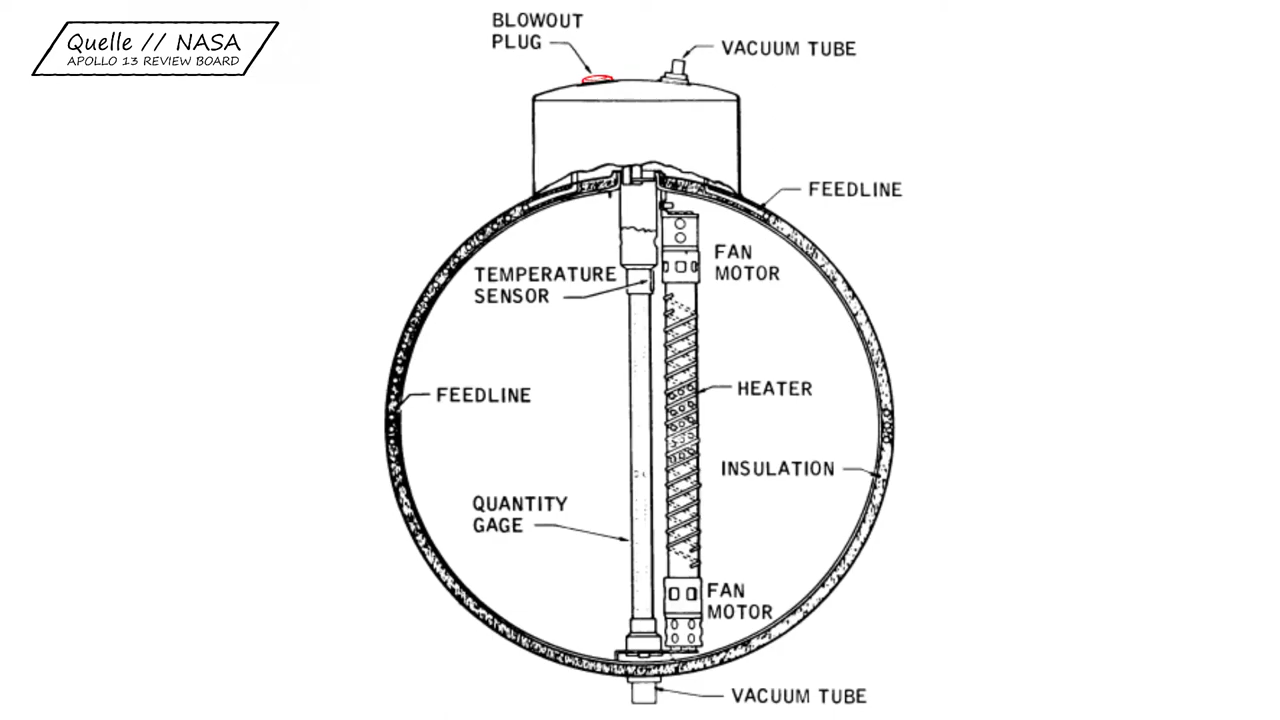 Quelle // NASA
APOLLO 13 REVIEW BOARD
BLOWOUT
PLUG
VACUUM TUBE
FEEDLINE
FAN
MOTOR
TEMPERATURE
SENSOR
HEATER
FEEDLINE
INSULATION
QUANTITY
GAGE
FAN
MOTOR
VACUUM TUBE